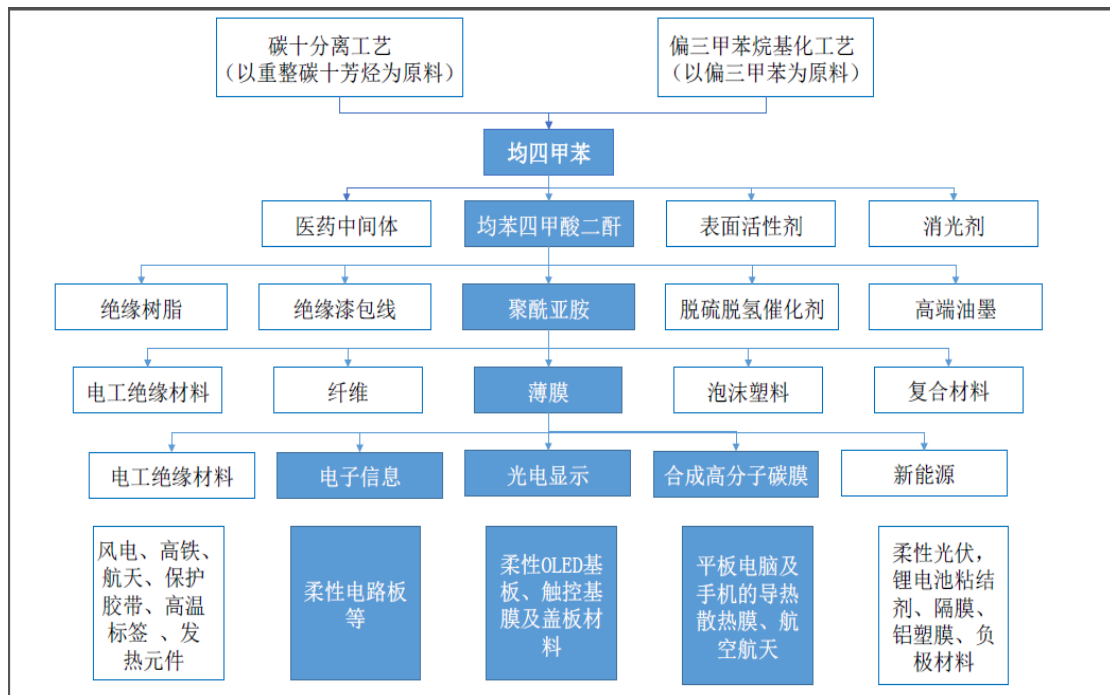 碳十分离工艺
（以重整碳十芳烃为原料）
偏三甲苯烷基化工艺
（以偏三甲苯为原料）
均四甲苯
医药中间体
均苯四甲酸二酐
表面活性剂
消光剂
绝缘树脂
绝缘漆包线
聚酰亚胺
脱硫脱氢催化剂
高端油墨
电工绝缘材料
纤维
薄膜
泡沫塑料
复合材料
电工绝缘材料
电子信息
光电显示
合成高分子碳膜
新能源
风电、高铁、
航天、保护
胶带、高温
标签 、发
热元件
柔性电路板
等
柔性OLED基
板、触控基
膜及盖板材
料
平板电脑及
手机的导热
散热膜、航
空航天
柔性光伏，
锂电池粘结
剂、隔膜、
铝塑膜、负
极材料